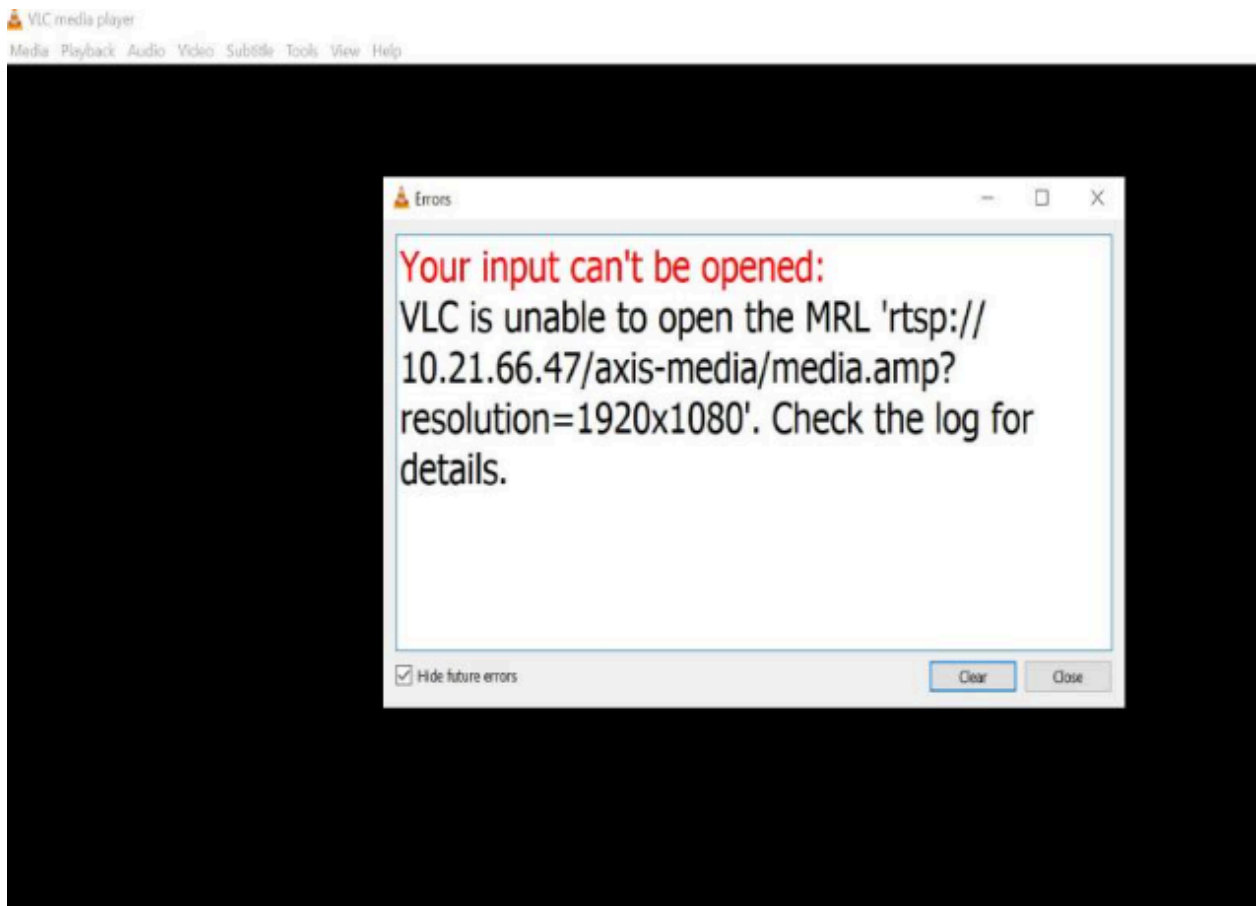 VLC media player
Media Playback Audio Video Subtitle Tools View Help
Errors
Your input can't be opened:
VLC is unable to open the MRL 'rtsp://
10.21.66.47/axis-media/media.amp?
resolution=1920x1080'. Check the log for
details.
Hide future errors
Clear Close